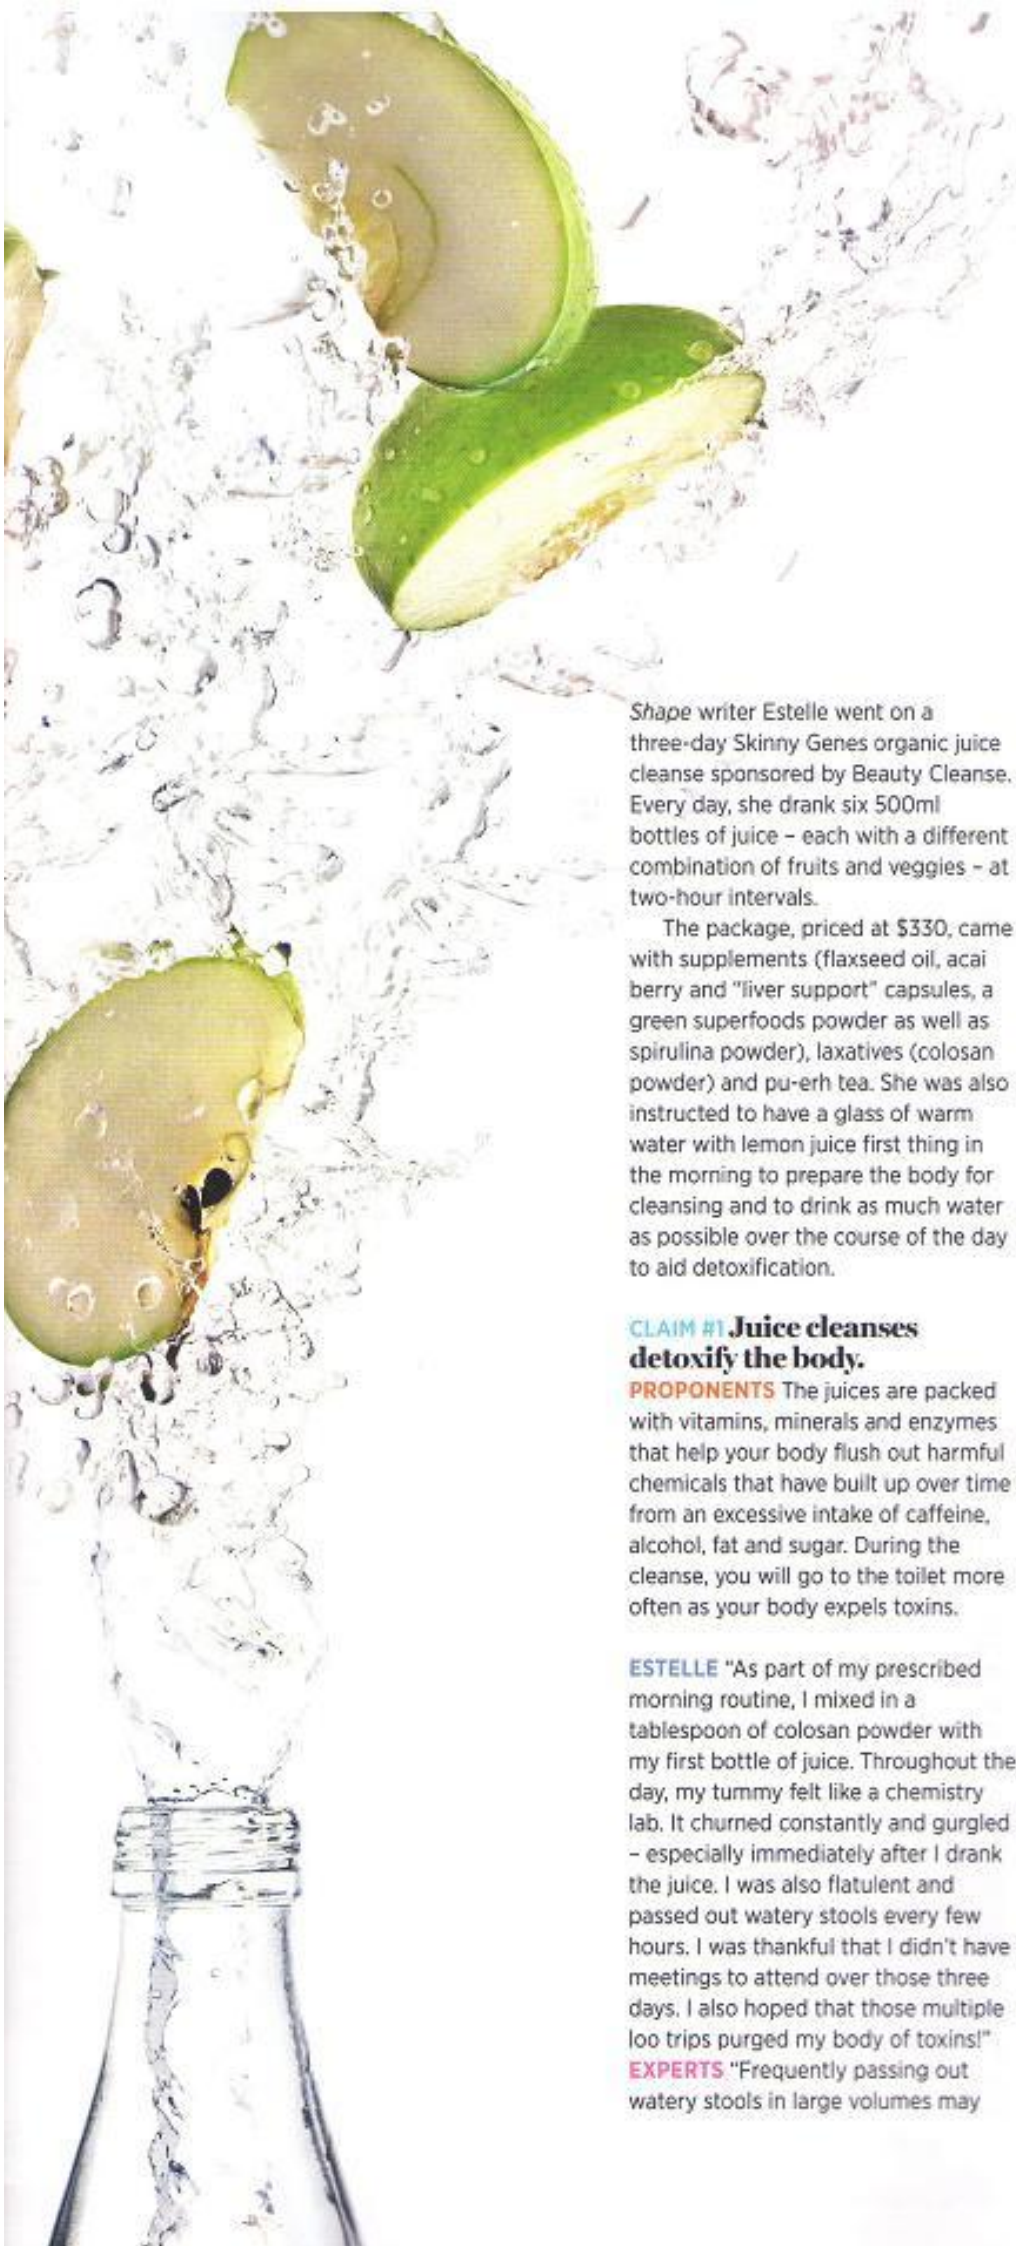 Shape writer Estelle went on a
three-day Skinny Genes organic juice
cleanse sponsored by Beauty Cleanse.
Every day, she drank six 500ml
bottles of juice – each with a different
combination of fruits and veggies – at
two-hour intervals.
The package, priced at $330, came
with supplements (flaxseed oil, acai
berry and "liver support" capsules, a
green superfoods powder as well as
spirulina powder), laxatives (colosan
powder) and pu-erh tea. She was also
instructed to have a glass of warm
water with lemon juice first thing in
the morning to prepare the body for
cleansing and to drink as much water
as possible over the course of the day
to aid detoxification.
CLAIM #1 Juice cleanses
detoxify the body.
PROPONENTS The juices are packed
with vitamins, minerals and enzymes
that help your body flush out harmful
chemicals that have built up over time
from an excessive intake of caffeine,
alcohol, fat and sugar. During the
cleanse, you will go to the toilet more
often as your body expels toxins.
ESTELLE "As part of my prescribed
morning routine, I mixed in a
tablespoon of colosan powder with
my first bottle of juice. Throughout the
day, my tummy felt like a chemistry
lab. It churned constantly and gurgled
– especially immediately after I drank
the juice. I was also flatulent and
passed out watery stools every few
hours. I was thankful that I didn't have
meetings to attend over those three
days. I also hoped that those multiple
loo trips purged my body of toxins!"
EXPERTS "Frequently passing out
watery stools in large volumes may